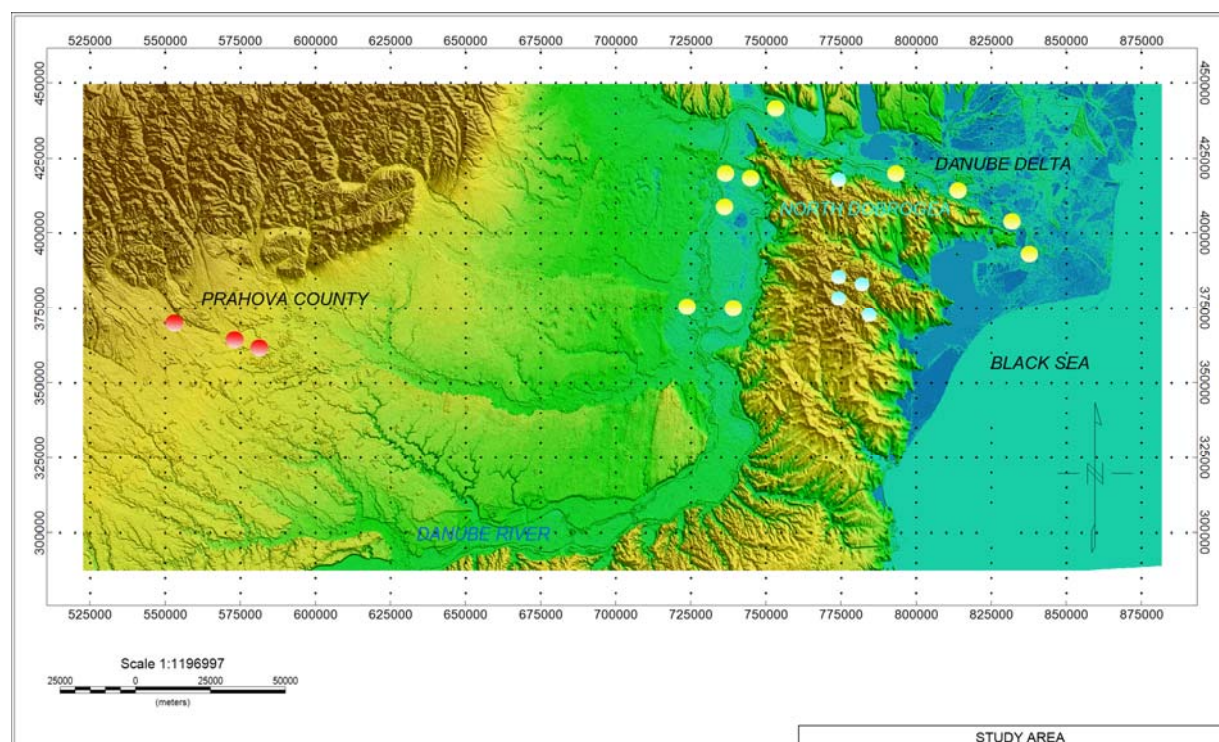 525000 550000 575000 600000 625000 650000 675000 700000 725000 750000 775000 800000 825000 850000 875000
450000 450000
425000 425000
DANUBE DELTA
NORTH DOBROGEA
400000 400000
PRAHOVA COUNTY
375000 375000
BLACK SEA
350000 350000
325000 325000
N
DANUBE RIVER
300000 300000
525000 550000 575000 600000 625000 650000 675000 700000 725000 750000 775000 800000 825000 850000 875000
Scale 1:1196997
25000 0 25000 50000
(meters)
STUDY AREA